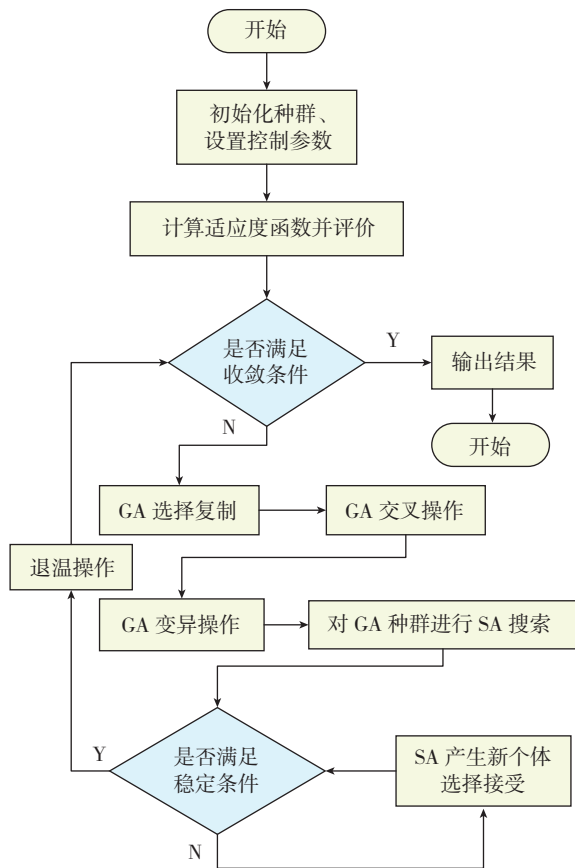 开始
初始化种群、
设置控制参数
计算适应度函数并评价
是否满足
收敛条件
Y
输出结果
N
开始
GA 选择复制
GA 交叉操作
退温操作
GA 变异操作
对 GA 种群进行 SA 搜索
Y
是否满足
稳定条件
SA 产生新个体
选择接受
N